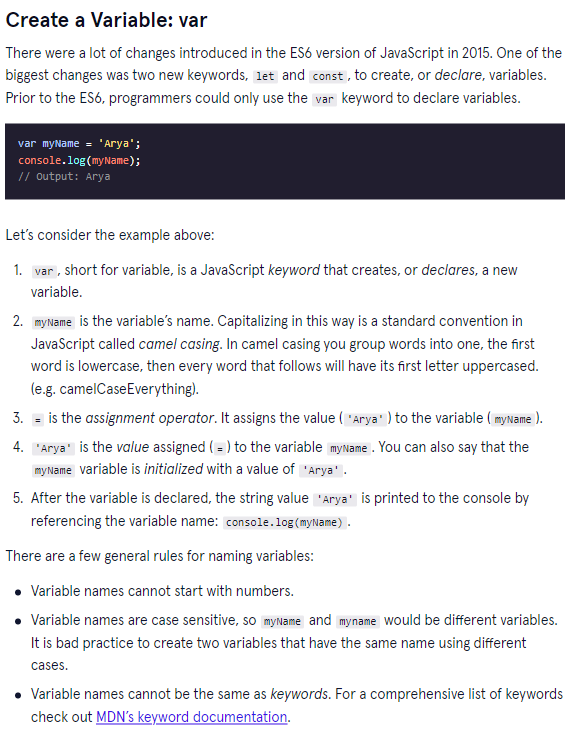 Create a Variable: var
There were a lot of changes introduced in the ES6 version of JavaScript in 2015. One of the
biggest changes was two new keywords, let and const, to create, or declare, variables.
Prior to the ES6, programmers could only use the var keyword to declare variables.
var myName = 'Arya';
console.log(myName);
// Output: Arya
Let’s consider the example above:
1. var, short for variable, is a JavaScript keyword that creates, or declares, a new
variable.
2. myName is the variable’s name. Capitalizing in this way is a standard convention in
JavaScript called camel casing. In camel casing you group words into one, the first
word is lowercase, then every word that follows will have its first letter uppercased.
(e.g. camelCaseEverything).
3. = is the assignment operator. It assigns the value ('Arya') to the variable (myName).
4. 'Arya' is the value assigned (=) to the variable myName. You can also say that the
myName variable is initialized with a value of 'Arya'.
5. After the variable is declared, the string value 'Arya' is printed to the console by
referencing the variable name: console.log(myName).
There are a few general rules for naming variables:
• Variable names cannot start with numbers.
• Variable names are case sensitive, so myName and myname would be different variables.
It is bad practice to create two variables that have the same name using different
cases.
• Variable names cannot be the same as keywords. For a comprehensive list of keywords
check out MDN’s keyword documentation.